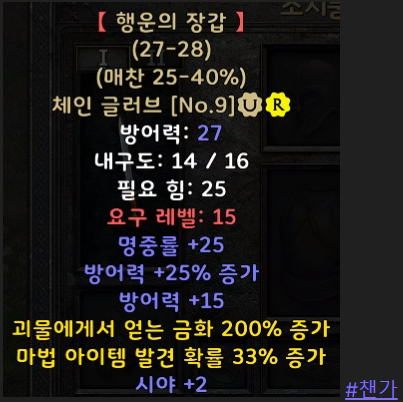 【 행운의 장갑 】
(27-28)
(매찬 25-40%)
체인 글러브 [No.9] U R
방어력: 27
내구도: 14 / 16
필요 힘: 25
요구 레벨: 15
명중률 +25
방어력 +25% 증가
방어력 +15
괴물에게서 얻는 금화 200% 증가
마법 아이템 발견 확률 33% 증가
시야 +2
#챈가